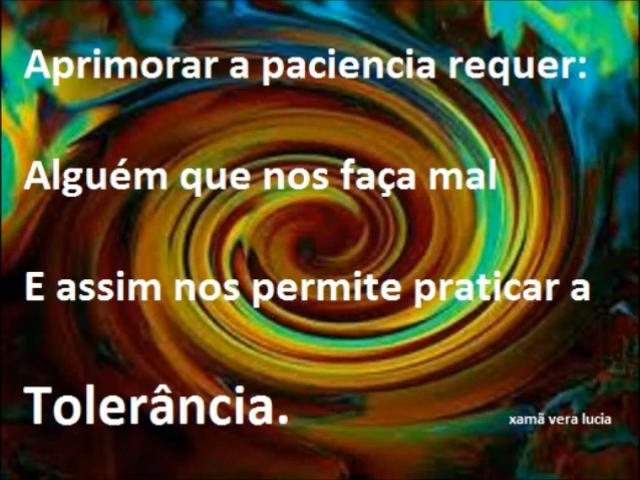 Aprimorar a paciencia requer:
Alguém que nos faça mal
E assim nos permite praticar a
Tolerância.
xamã vera lucia